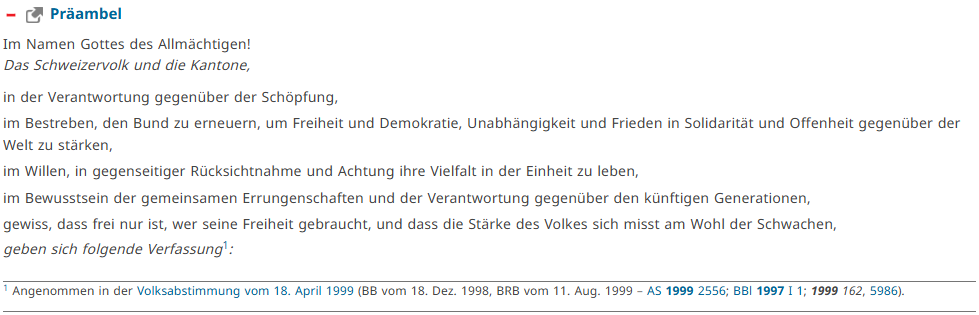 Präambel
Im Namen Gottes des Allmächtigen!
Das Schweizervolk und die Kantone,
in der Verantwortung gegenüber der Schöpfung,
im Bestreben, den Bund zu erneuern, um Freiheit und Demokratie, Unabhängigkeit und Frieden in Solidarität und Offenheit gegenüber der
Welt zu stärken,
im Willen, in gegenseitiger Rücksichtnahme und Achtung ihre Vielfalt in der Einheit zu leben,
im Bewusstsein der gemeinsamen Errungenschaften und der Verantwortung gegenüber den künftigen Generationen,
gewiss, dass frei nur ist, wer seine Freiheit gebraucht, und dass die Stärke des Volkes sich misst am Wohl der Schwachen,
geben sich folgende Verfassung1:
1 Angenommen in der Volksabstimmung vom 18. April 1999 (BB vom 18. Dez. 1998, BRB vom 11. Aug. 1999 – AS 1999 2556; BBl 1997 I 1; 1999 162, 5986).